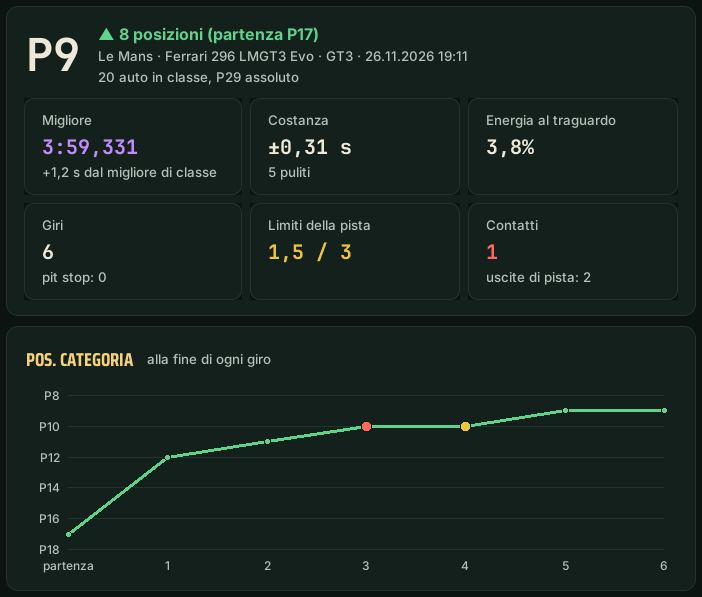 P9
▲ 8 posizioni (partenza P17)
Le Mans · Ferrari 296 LMGT3 Evo · GT3 · 26.11.2026 19:11
20 auto in classe, P29 assoluto
Migliore
3:59,331
+1,2 s dal migliore di classe
Costanza
±0,31 s
5 puliti
Energia al traguardo
3,8%
Giri
6
pit stop: 0
Limiti della pista
1,5 / 3
Contatti
1
uscite di pista: 2
POS. CATEGORIA alla fine di ogni giro
P8
P10
P12
P14
P16
P18
partenza 1 2 3 4 5 6